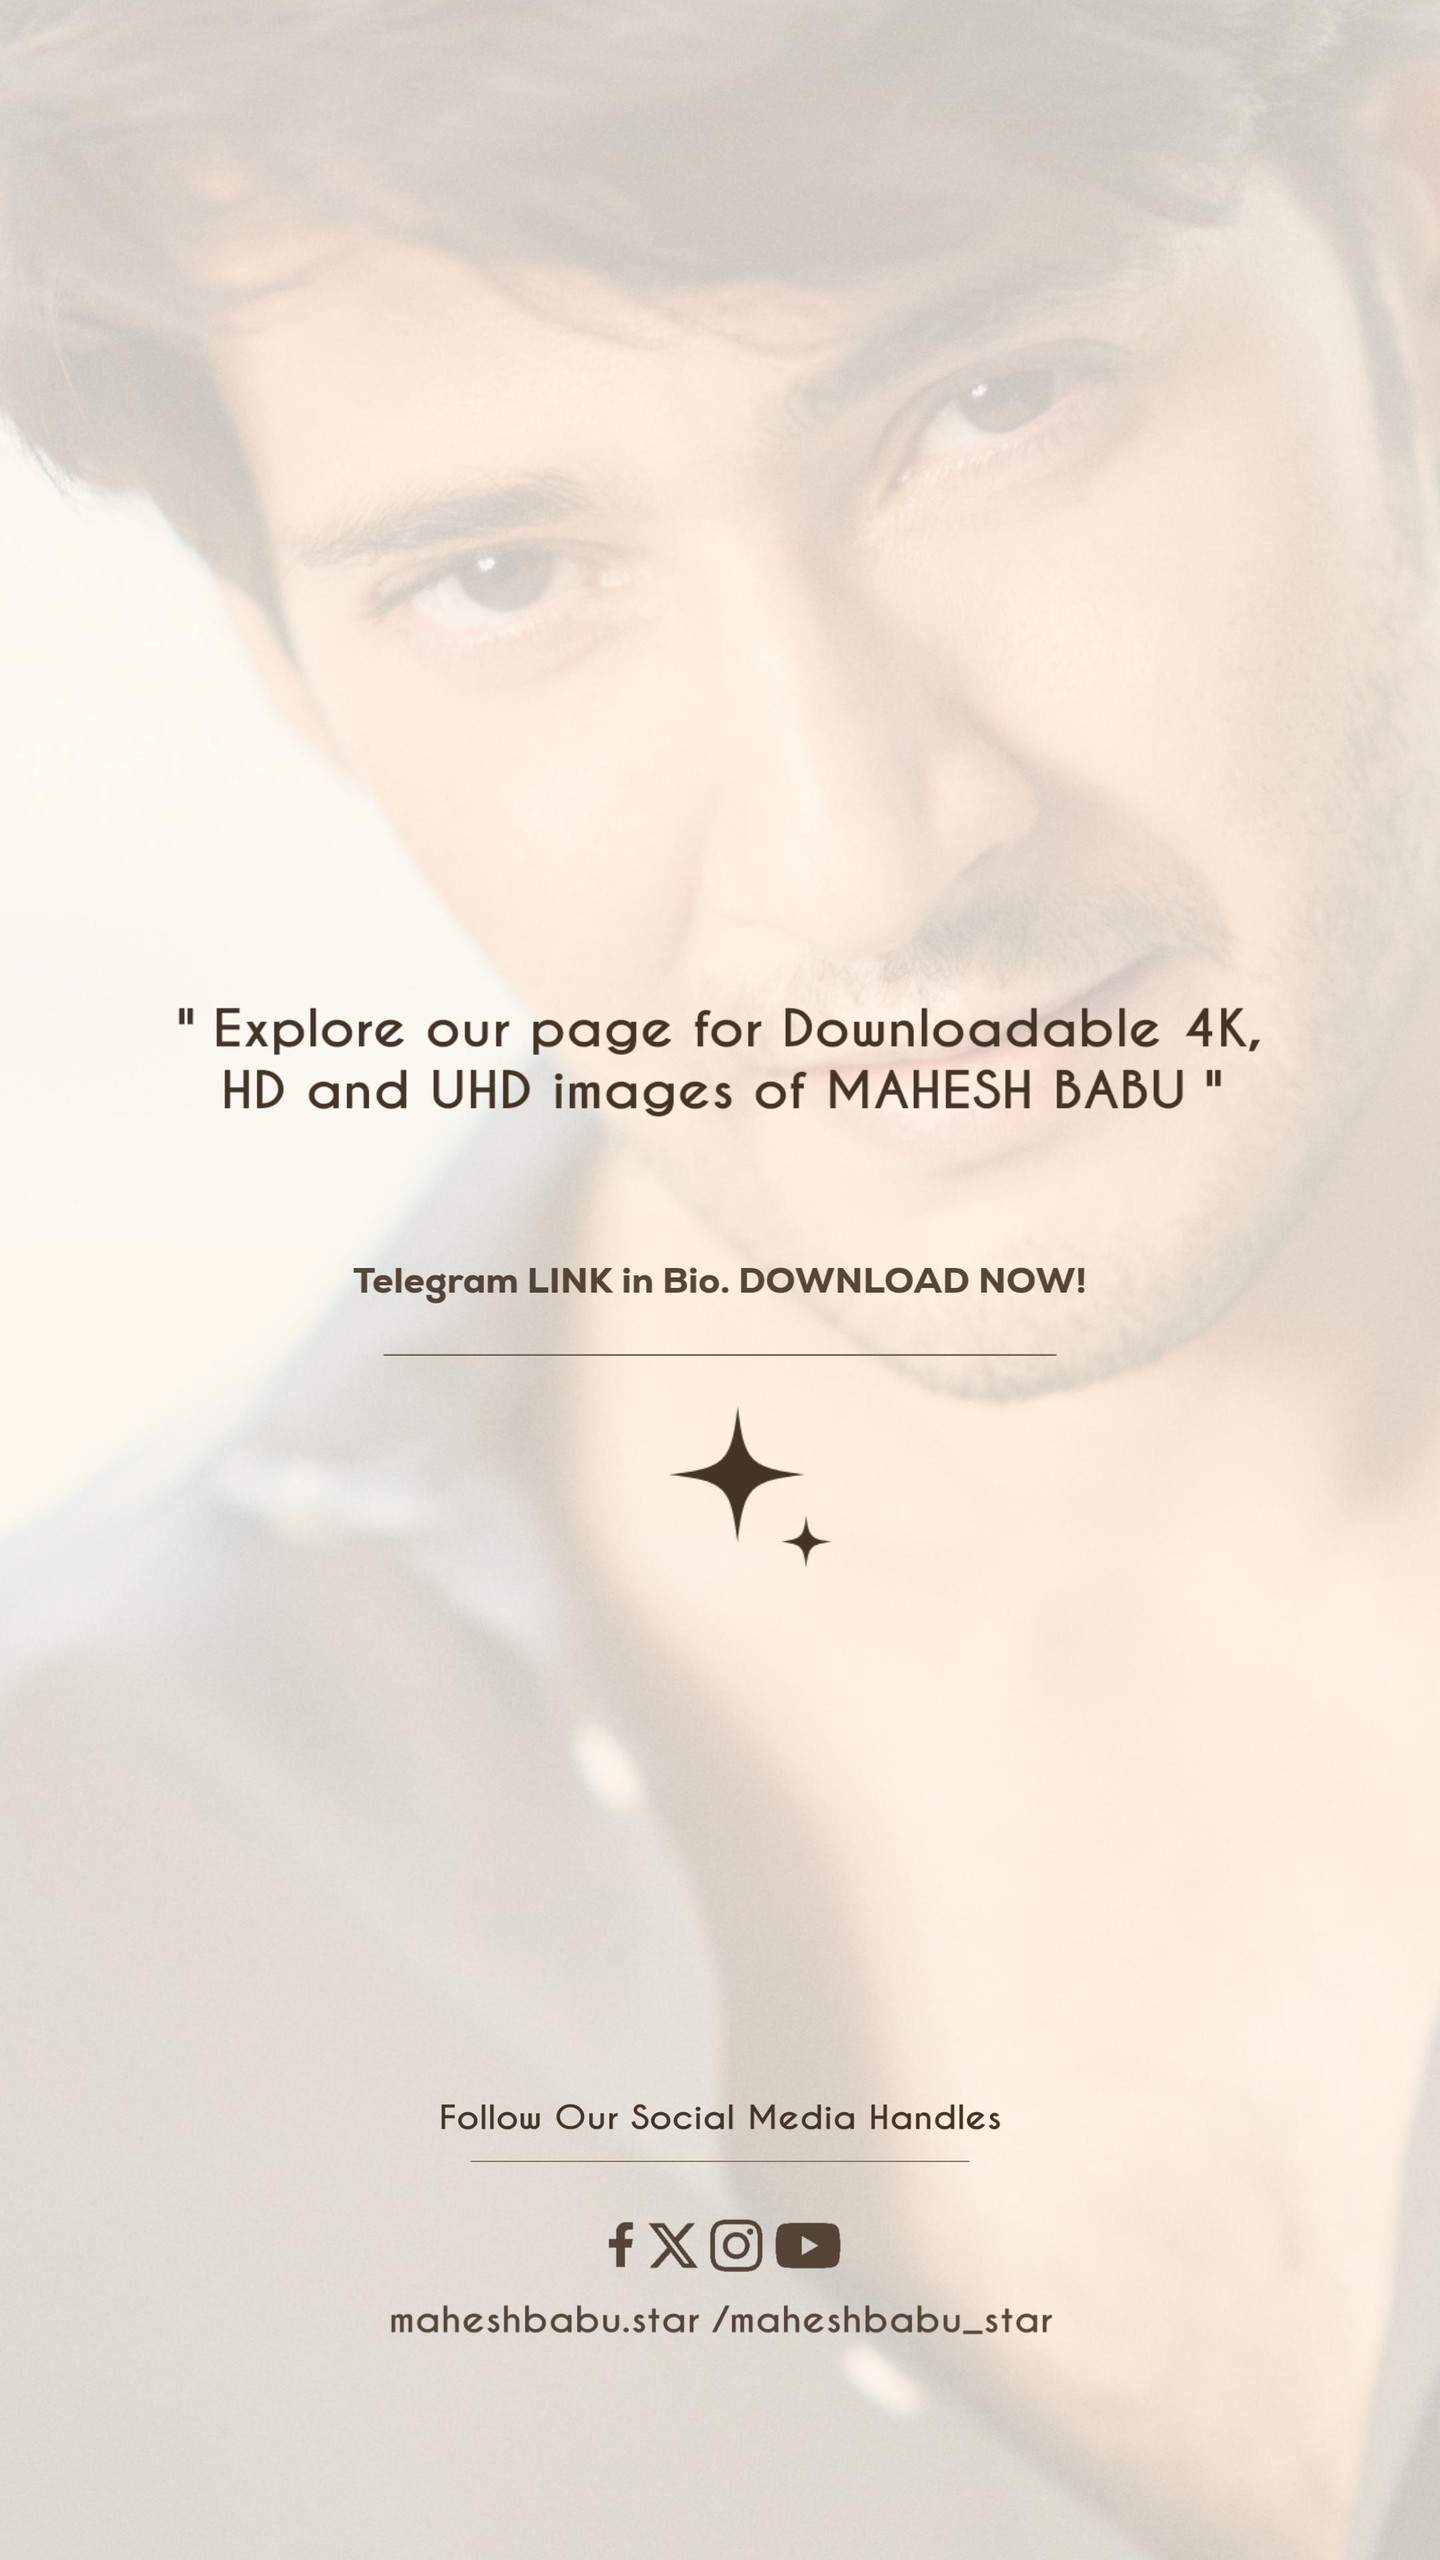 " Explore our page for Downloadable 4K,
HD and UHD images of MAHESH BABU "
Telegram LINK in Bio. DOWNLOAD NOW!
Follow Our Social Media Handles
maheshbabu.star /maheshbabu_star